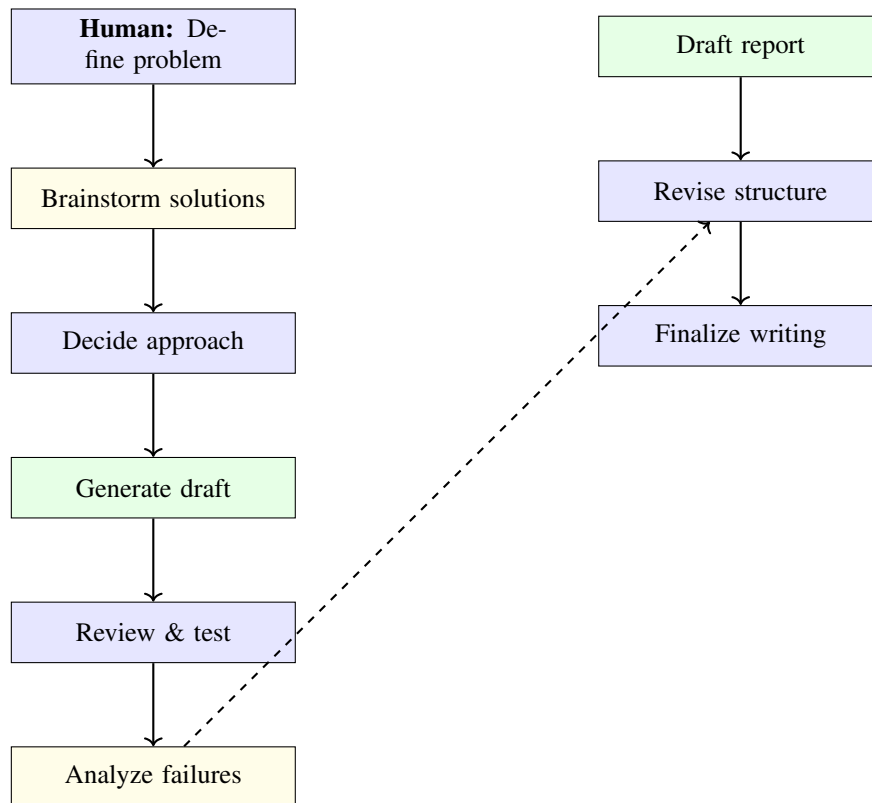 Human: De-
fine problem
Brainstorm solutions
Decide approach
Generate draft
Review & test
Analyze failures
Draft report
Revise structure
Finalize writing